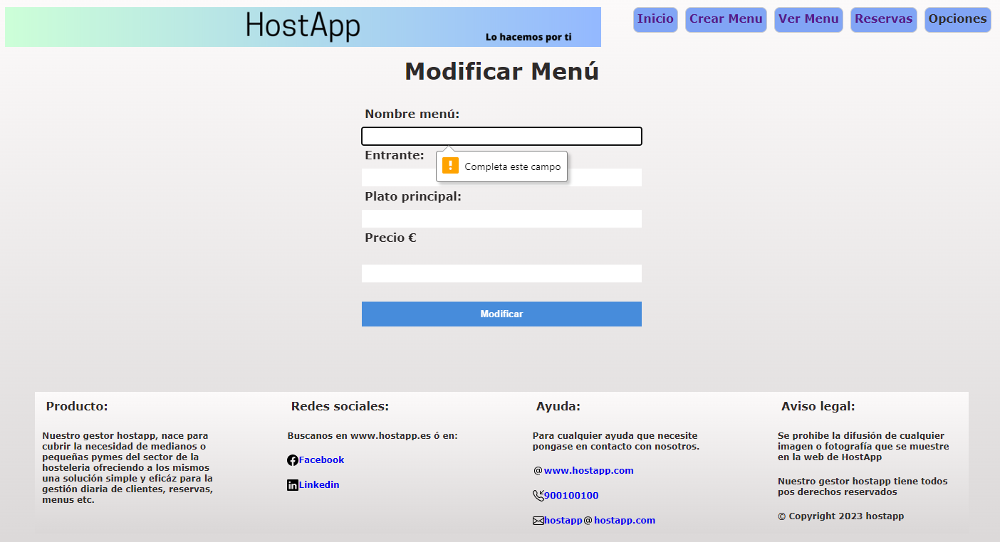 HostApp
Lo hacemos por ti
Inicio
Crear Menu
Ver Menu
Reservas
Opciones
Modificar Menú
Nombre menú:
Entrante:
Completa este campo
Plato principal:
Precio €
Modificar
Producto:
Nuestro gestor hostapp, nace para
cubrir la necesidad de medianos o
pequeñas pymes del sector de la
hosteleria ofreciendo a los mismos
una solución simple y eficáz para la
gestión diaria de clientes, reservas,
menus etc.
Redes sociales:
Buscanos en www.hostapp.es ó en:
Facebook
Linkedin
Ayuda:
Para cualquier ayuda que necesite
pongase en contacto con nosotros.
@www.hostapp.com
900100100
hostapp@hostapp.com
Aviso legal:
Se prohibe la difusión de cualquier
imagen o fotografía que se muestre
en la web de HostApp
Nuestro gestor hostapp tiene todos
pos derechos reservados
© Copyright 2023 hostapp